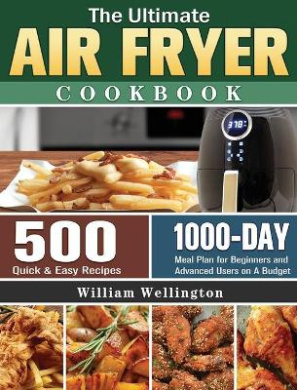 The Ultimate
AIR FRYER
COOKBOOK
378°
500
Quick & Easy Recipes
1000-DAY
Meal Plan for Beginners and
Advanced Users on A Budget
William Wellington